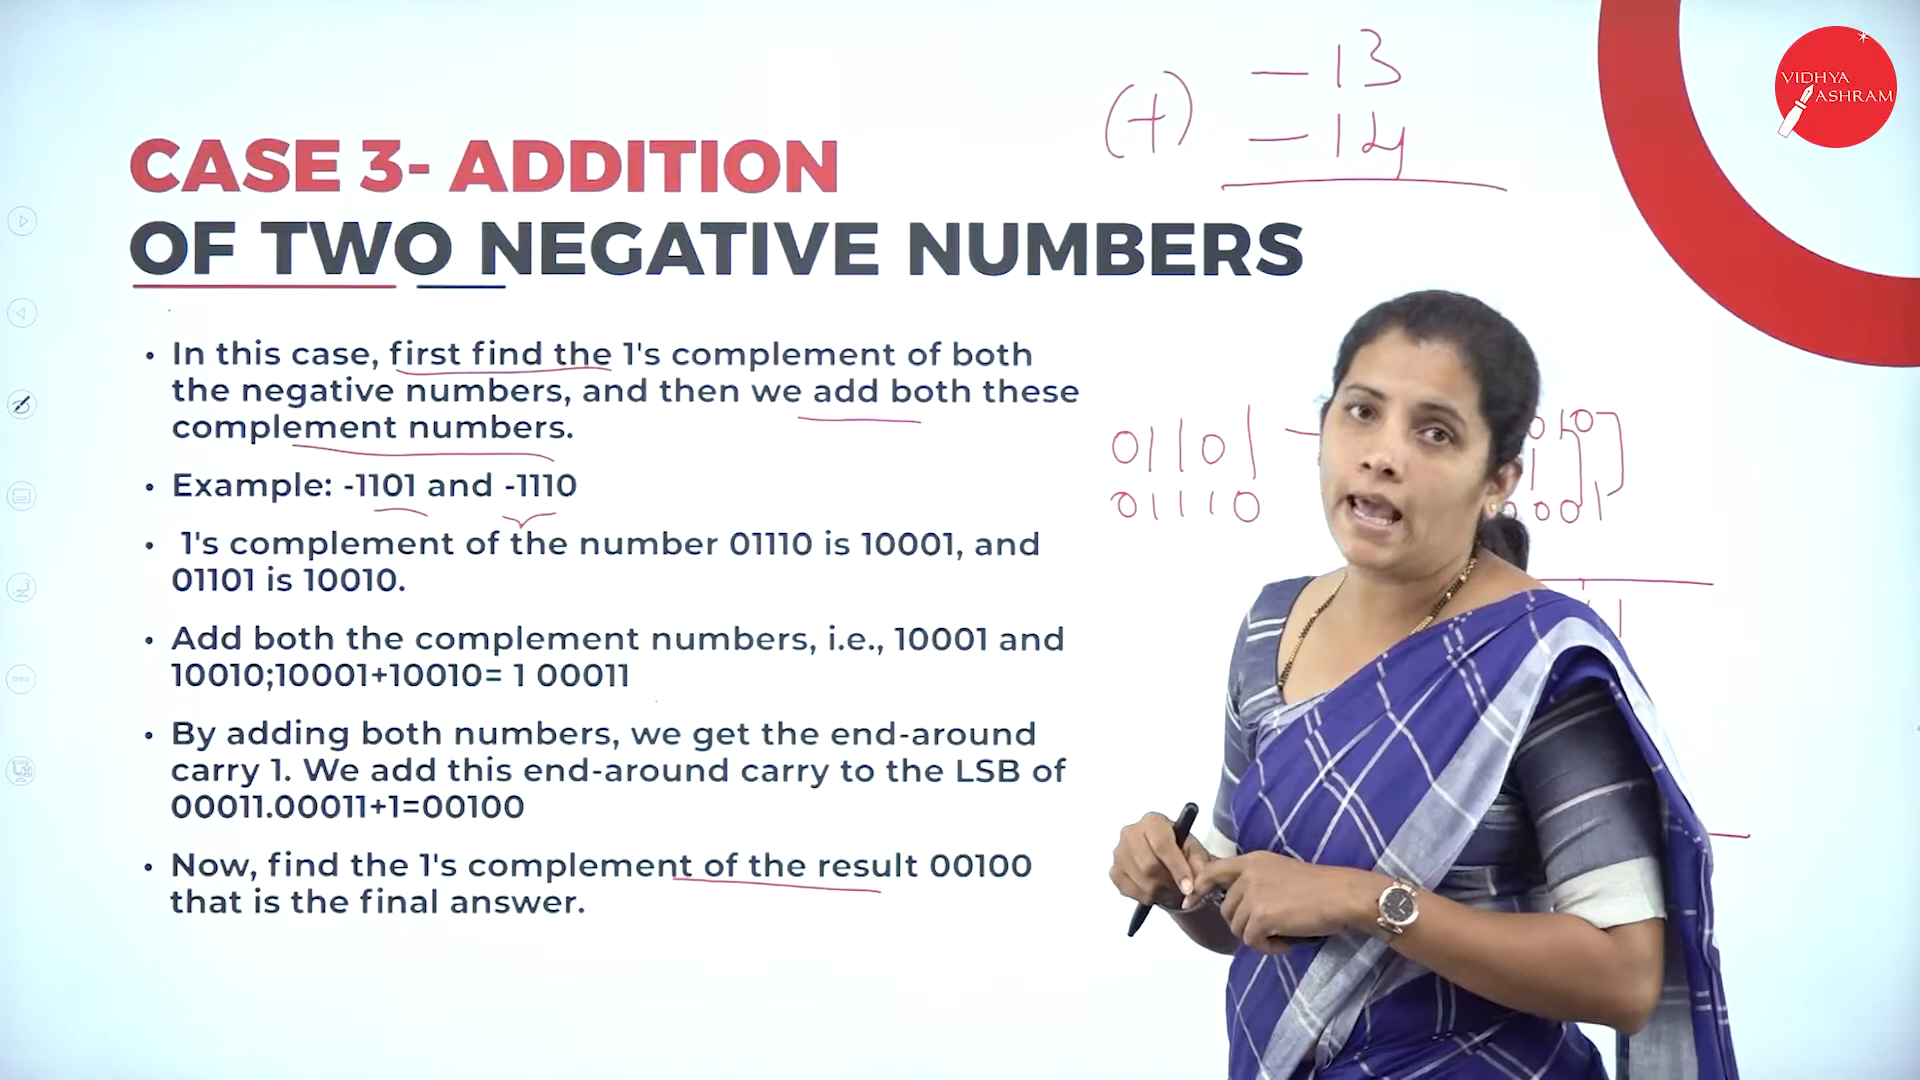 VIDHYA
ASHRAM
(+) -13
-14
CASE 3- ADDITION
OF TWO NEGATIVE NUMBERS
• In this case, first find the 1's complement of both
the negative numbers, and then we add both these
complement numbers.
• Example: -1101 and -1110
• 1's complement of the number 01110 is 10001, and
01101 is 10010.
• Add both the complement numbers, i.e., 10001 and
10010;10001+10010= 1 00011
• By adding both numbers, we get the end-around
carry 1. We add this end-around carry to the LSB of
00011.00011+1=00100
• Now, find the 1's complement of the result 00100
that is the final answer.
01101
01110